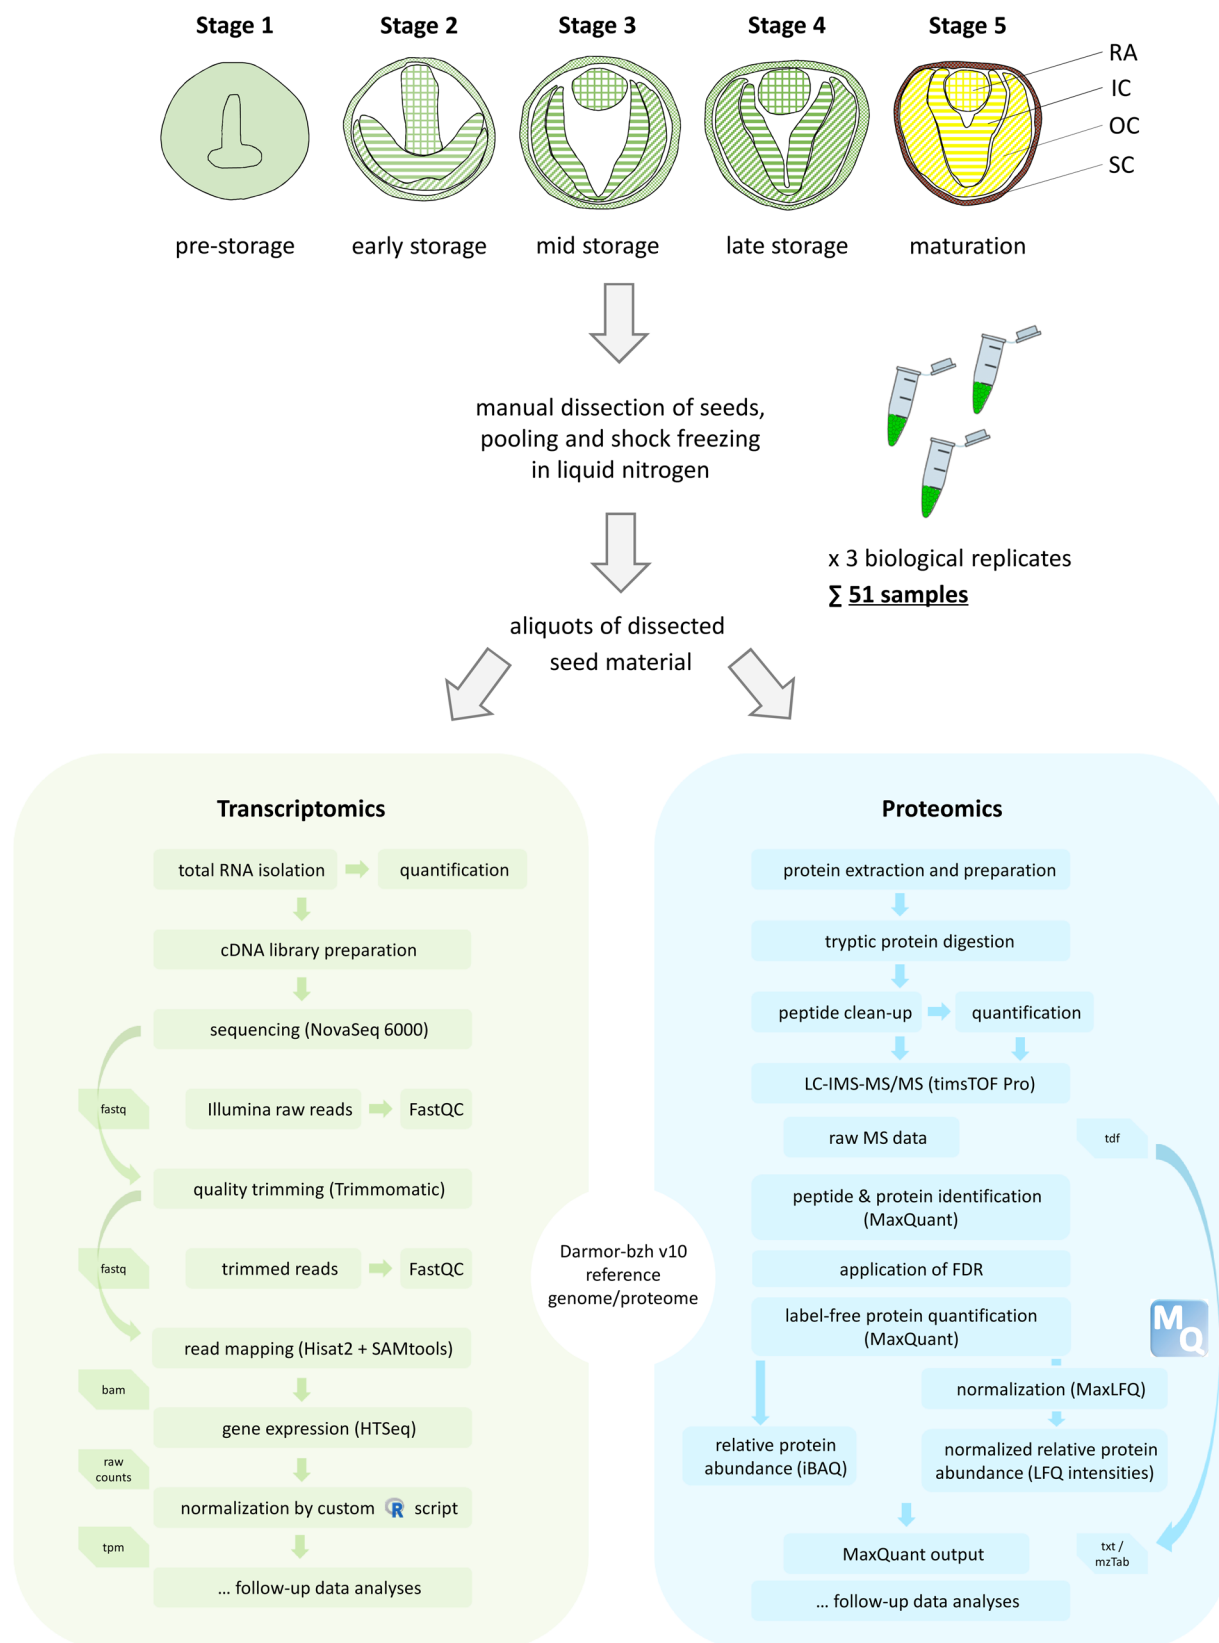 Stage 1
Stage 2
Stage 3
Stage 4
Stage 5
RA
IC
OC
SC
pre-storage
early storage
mid storage
late storage
maturation
manual dissection of seeds,
pooling and shock freezing
in liquid nitrogen
x 3 biological replicates
∑ 51 samples
aliquots of dissected
seed material
Transcriptomics
total RNA isolation
quantification
cDNA library preparation
sequencing (NovaSeq 6000)
fastq
Illumina raw reads
FastQC
quality trimming (Trimmomatic)
fastq
trimmed reads
FastQC
read mapping (Hisat2 + SAMtools)
bam
gene expression (HTSeq)
raw
counts
normalization by custom R script
tpm
... follow-up data analyses
Darmor-bzh v10
reference
genome/proteome
Proteomics
protein extraction and preparation
tryptic protein digestion
peptide clean-up
quantification
LC-IMS-MS/MS (timsTOF Pro)
raw MS data
tdf
peptide & protein identification
(MaxQuant)
application of FDR
label-free protein quantification
(MaxQuant)
MQ
normalization (MaxLFQ)
relative protein
abundance (iBAQ)
normalized relative protein
abundance (LFQ intensities)
MaxQuant output
txt /
mzTab
... follow-up data analyses